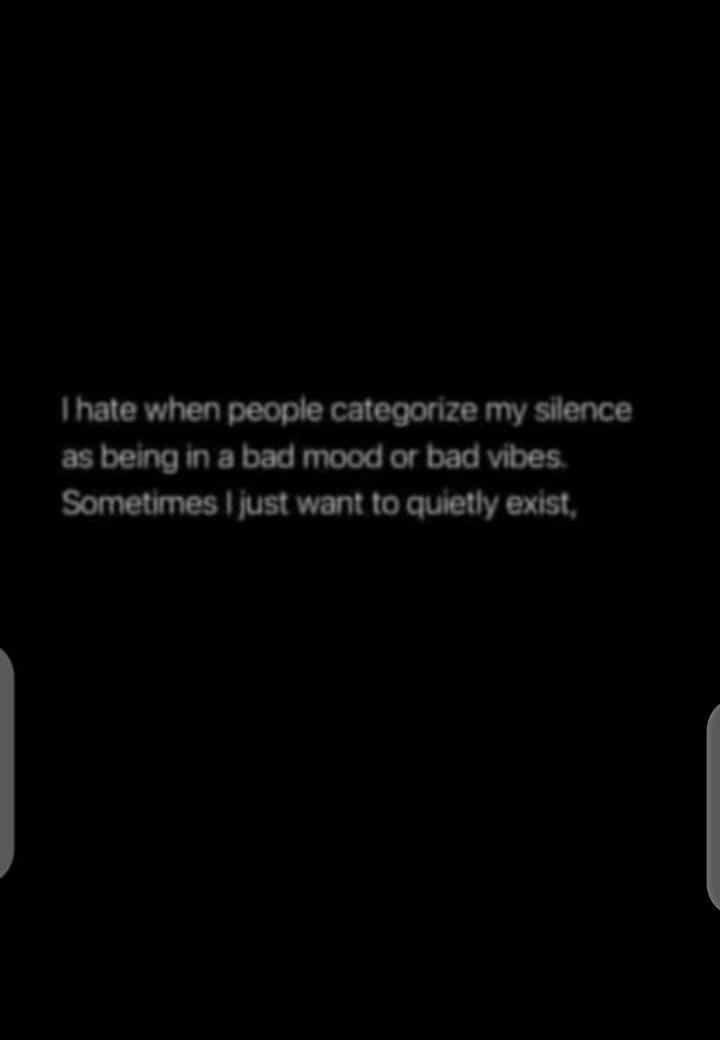 I hate when people categorize my silence
as being in a bad mood or bad vibes.
Sometimes I just want to quietly exist,